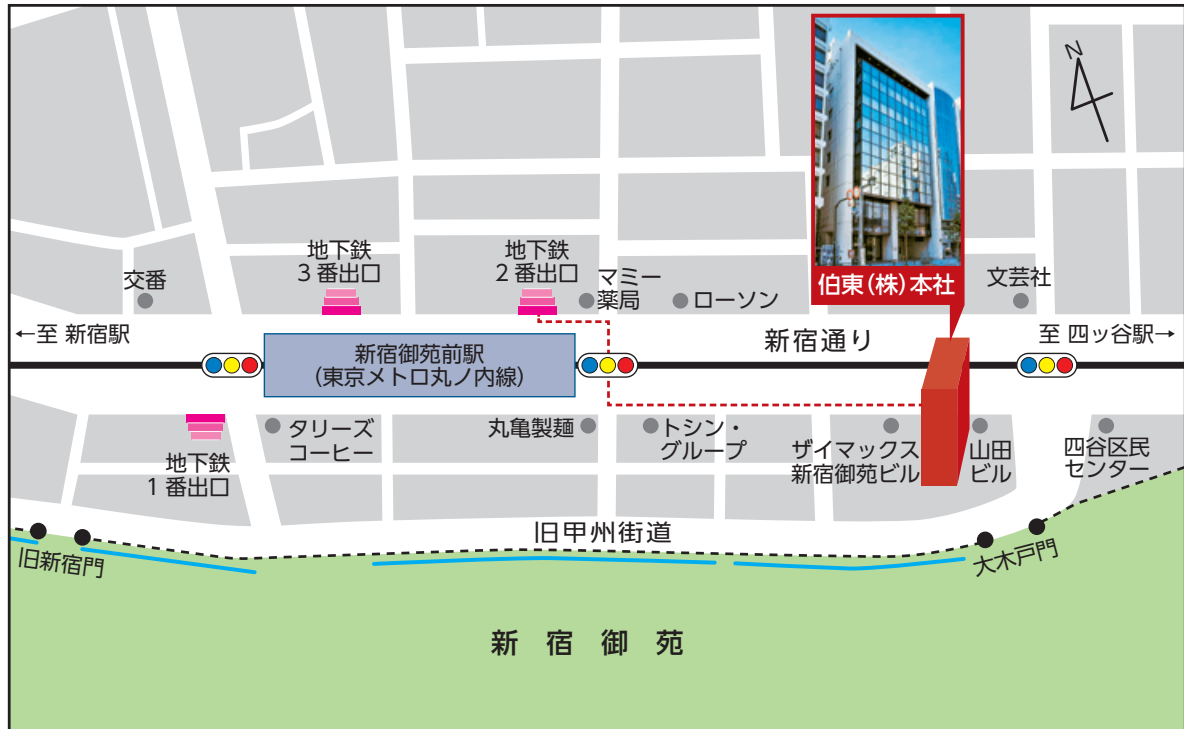 N
伯東(株)本社
交番
地下鉄
3番出口
地下鉄
2番出口
マミー
薬局
ローソン
文芸社
←至 新宿駅
新宿通り
至 四ッ谷駅→
新宿御苑前駅
(東京メトロ丸ノ内線)
地下鉄
1番出口
タリーズ
コーヒー
丸亀製麺
トシン・
グループ
ザイマックス
新宿御苑ビル
山田
ビル
四谷区民
センター
旧甲州街道
旧新宿門
大木戸門
新宿御苑